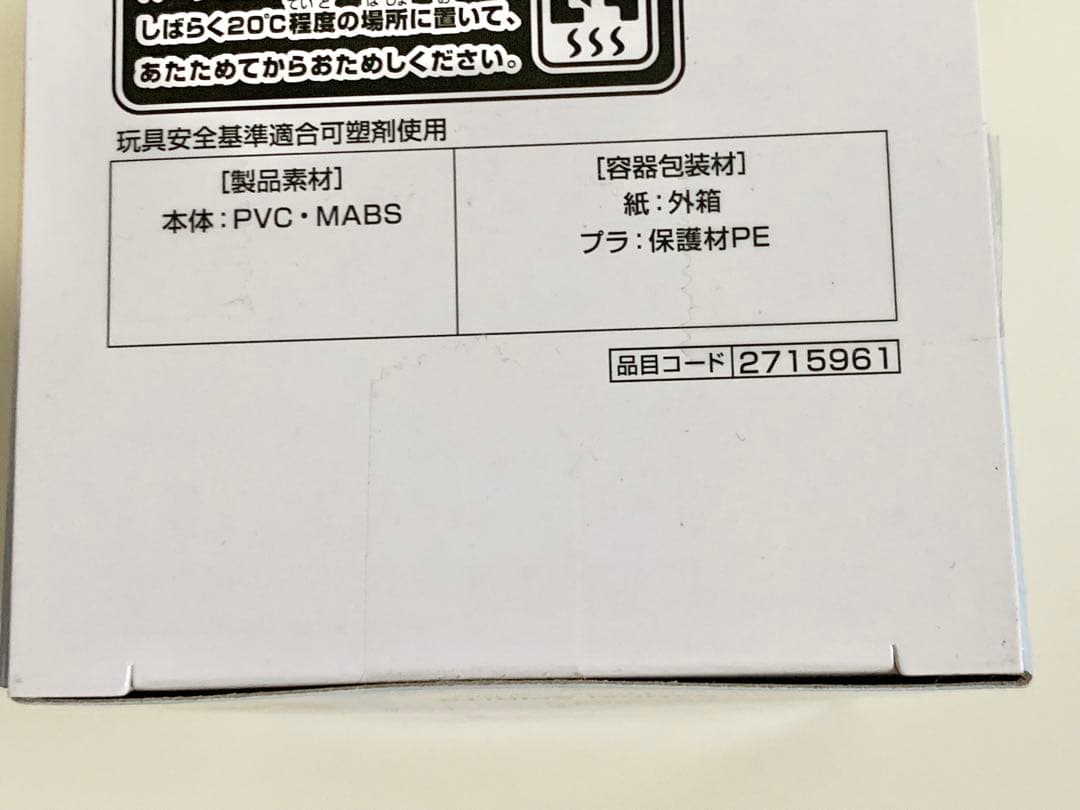 しばらく20℃程度の場所に置いて、
あたためてからおためしください。
玩具安全基準適合可塑剤使用
[製品素材]
本体：PVC・MABS
[容器包装材]
紙：外箱
プラ：保護材PE
品目コード 2715961